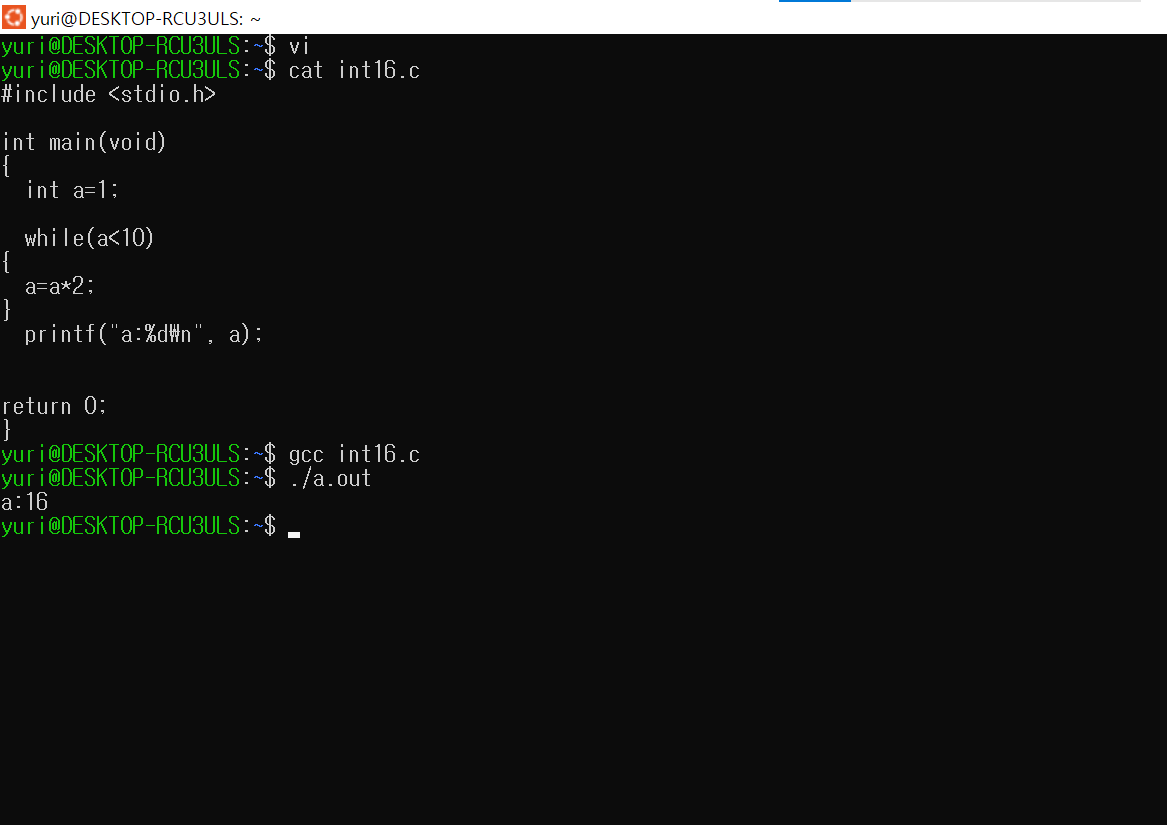 yuri@DESKTOP-RCU3ULS: ~
yuri@DESKTOP-RCU3ULS:~$ vi
yuri@DESKTOP-RCU3ULS:~$ cat int16.c
#include <stdio.h>
int main(void)
{
  int a=1;
  while(a<10)
{
  a=a*2;
}
  printf("a:%d₩n", a);
return 0;
}
yuri@DESKTOP-RCU3ULS:~$ gcc int16.c
yuri@DESKTOP-RCU3ULS:~$ ./a.out
a:16
yuri@DESKTOP-RCU3ULS:~$